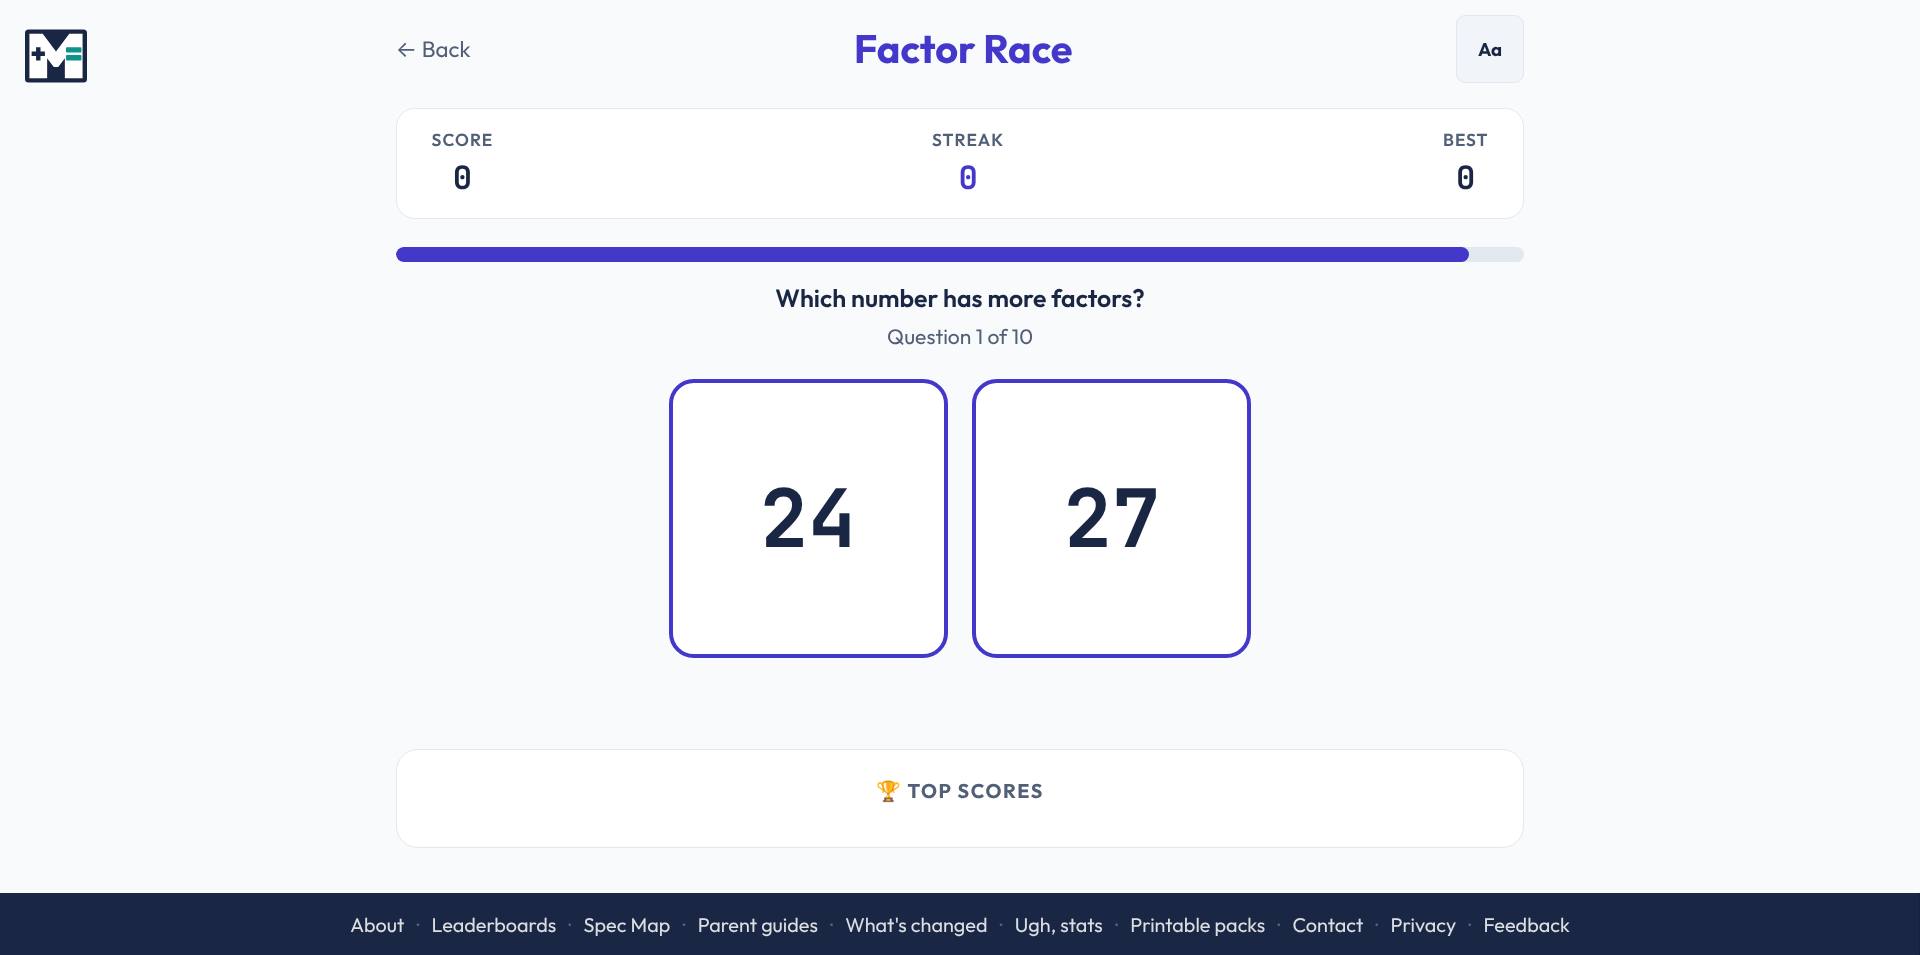 ← Back
Factor Race
Aa
SCORE
0
STREAK
0
BEST
0
Which number has more factors?
Question 1 of 10
24
27
🏆 TOP SCORES
About · Leaderboards · Spec Map · Parent guides · What's changed · Ugh, stats · Printable packs · Contact · Privacy · Feedback